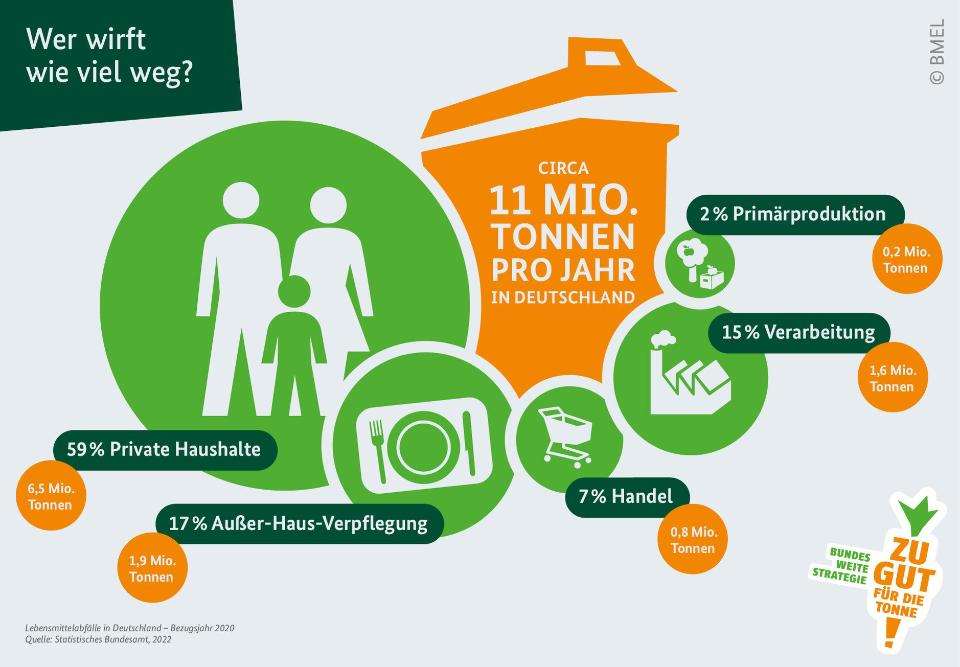 Wer wirft
wie viel weg?
© BMEL
CIRCA
11 MIO.
TONNEN
PRO JAHR
IN DEUTSCHLAND
2 % Primärproduktion
0,2 Mio.
Tonnen
15 % Verarbeitung
1,6 Mio.
Tonnen
59 % Private Haushalte
6,5 Mio.
Tonnen
7 % Handel
0,8 Mio.
Tonnen
17 % Außer-Haus-Verpflegung
1,9 Mio.
Tonnen
BUNDES
WEITE
STRATEGIE
ZU
GUT
FÜR DIE
TONNE
!
Lebensmittelabfälle in Deutschland – Bezugsjahr 2020
Quelle: Statistisches Bundesamt, 2022